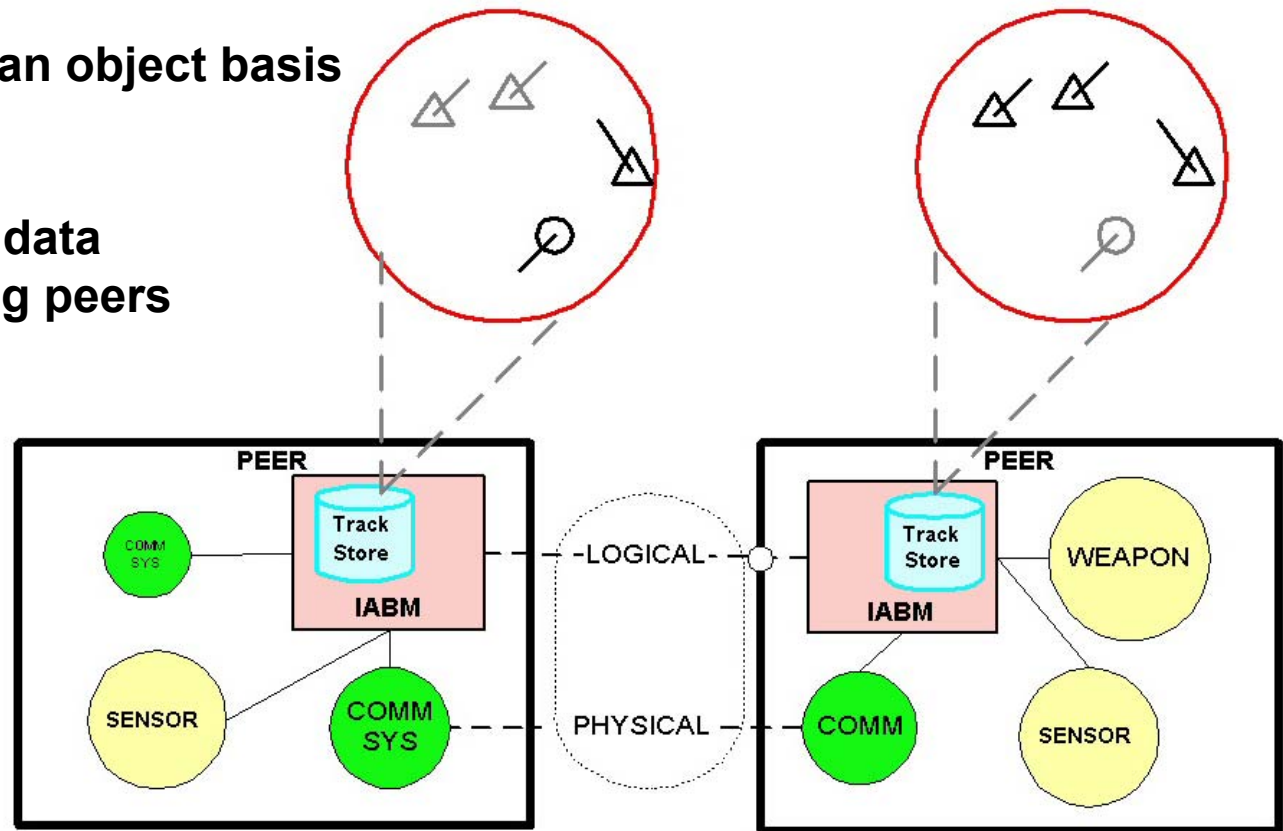 an object basis
data
g peers
PEER
Track
Store
IABM
COMM
SYS
SENSOR
COMM
SYS
LOGICAL
PHYSICAL
PEER
Track
Store
IABM
WEAPON
COMM
SENSOR